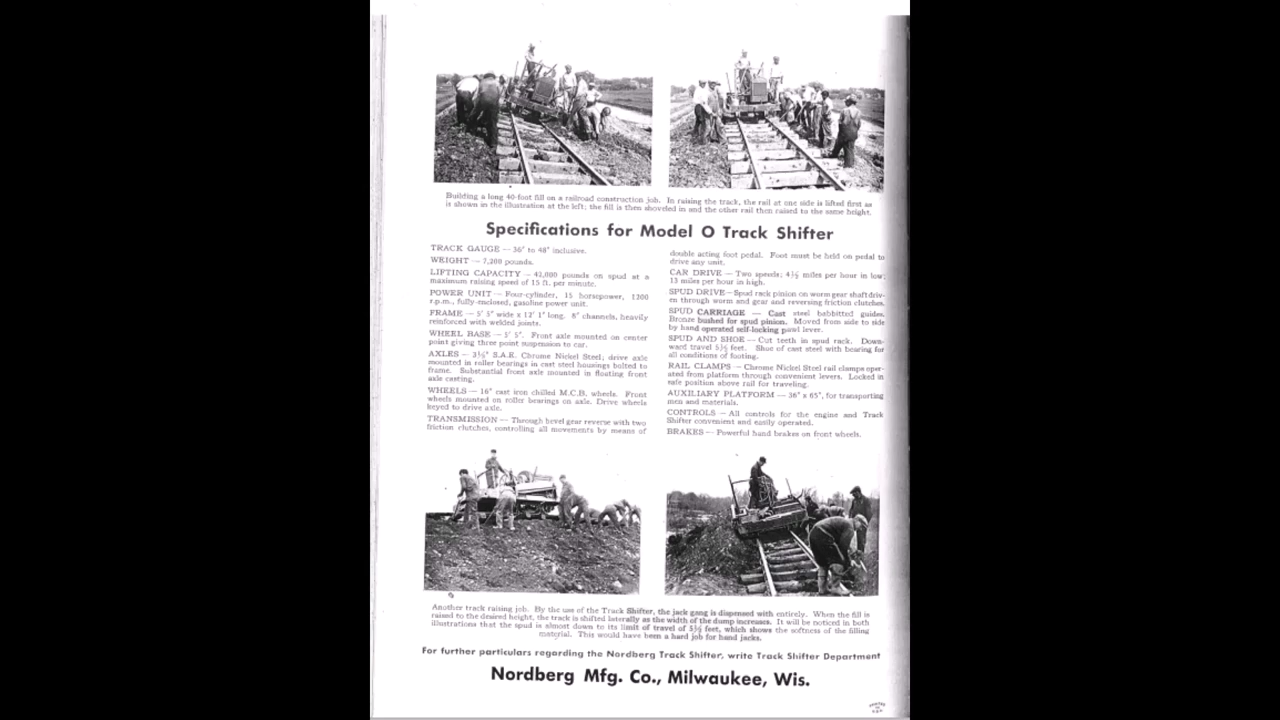 Building a long 40-foot fill on a railroad construction job. In raising the track, the rail at one side is lifted first as
is shown in the illustration at the left; the fill is then shoveled in and the other rail then raised to the same height.
Specifications for Model O Track Shifter
TRACK GAUGE — 36" to 48" inclusive.
WEIGHT — 7,200 pounds.
LIFTING CAPACITY — 42,000 pounds on spud at a
maximum raising speed of 15 ft. per minute.
POWER UNIT — Four-cylinder, 15 horsepower, 1200
r.p.m., fully-enclosed, gasoline power unit.
FRAME — 5' 5" wide x 12' 1" long. 8" channels, heavily
reinforced with welded joints.
WHEEL BASE — 5' 5". Front axle mounted on center
point giving three point suspension to car.
AXLES — 3½" S.A.E. Chrome Nickel Steel; drive axle
mounted in roller bearings in cast steel housings bolted to
frame. Substantial front axle mounted in floating front
axle casting.
WHEELS — 16" cast iron chilled M.C.B. wheels. Front
wheels mounted on roller bearings on axle. Drive wheels
keyed to drive axle.
TRANSMISSION — Through bevel gear reverse with two
friction clutches, controlling all movements by means of
double acting foot pedal. Foot must be held on pedal to
drive any unit.
CAR DRIVE — Two speeds; 4½ miles per hour in low;
13 miles per hour in high.
SPUD DRIVE — Spud rack pinion on worm gear shaft driv-
en through worm and gear and reversing friction clutches.
SPUD CARRIAGE — Cast steel babbitted guides.
Bronze bushed for spud pinion. Moved from side to side
by hand operated self-locking pawl lever.
SPUD AND SHOE — Cut teeth in spud rack. Down-
ward travel 5½ feet. Shoe of cast steel with bearing for
all conditions of footing.
RAIL CLAMPS — Chrome Nickel Steel rail clamps oper-
ated from platform through convenient levers. Locked in
safe position above rail for traveling.
AUXILIARY PLATFORM — 36" x 65", for transporting
men and materials.
CONTROLS — All controls for the engine and Track
Shifter convenient and easily operated.
BRAKES — Powerful hand brakes on front wheels.
Another track raising job. By the use of the Track Shifter, the jack gang is dispensed with entirely. When the fill is
raised to the desired height, the track is shifted laterally as the width of the dump increases. It will be noticed in both
illustrations that the spud is almost down to its limit of travel of 5½ feet, which shows the softness of the filling
material. This would have been a hard job for hand jacks.
For further particulars regarding the Nordberg Track Shifter, write Track Shifter Department
Nordberg Mfg. Co., Milwaukee, Wis.
PRINTED
IN
U.S.A.